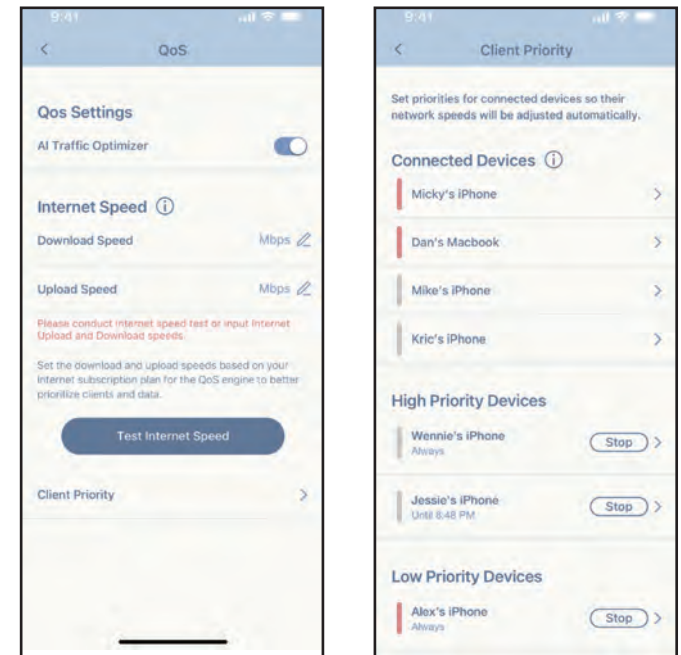 9:41
QoS
Qos Settings
AI Traffic Optimizer
Internet Speed
Download Speed Mbps
Upload Speed Mbps
Please conduct internet speed test or input Internet
Upload and Download speeds.
Set the download and upload speeds based on your
internet subscription plan for the QoS engine to better
prioritize clients and data.
Test Internet Speed
Client Priority
9:41
Client Priority
Set priorities for connected devices so their
network speeds will be adjusted automatically.
Connected Devices
Micky's iPhone
Dan's Macbook
Mike's iPhone
Kric's iPhone
High Priority Devices
Wennie's iPhone
Always
Stop
Jessie's iPhone
Until 8:48 PM
Stop
Low Priority Devices
Alex's iPhone
Always
Stop